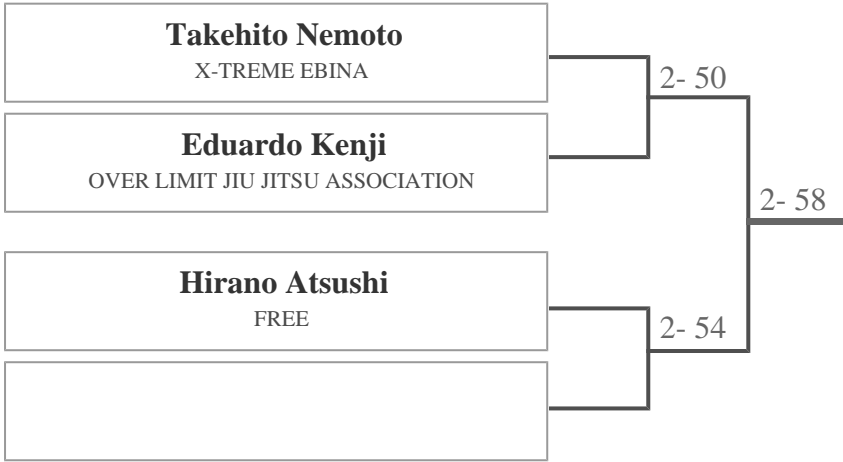 Takehito Nemoto
X-TREME EBINA
2- 50
Eduardo Kenji
OVER LIMIT JIU JITSU ASSOCIATION
2- 58
Hirano Atsushi
FREE
2- 54